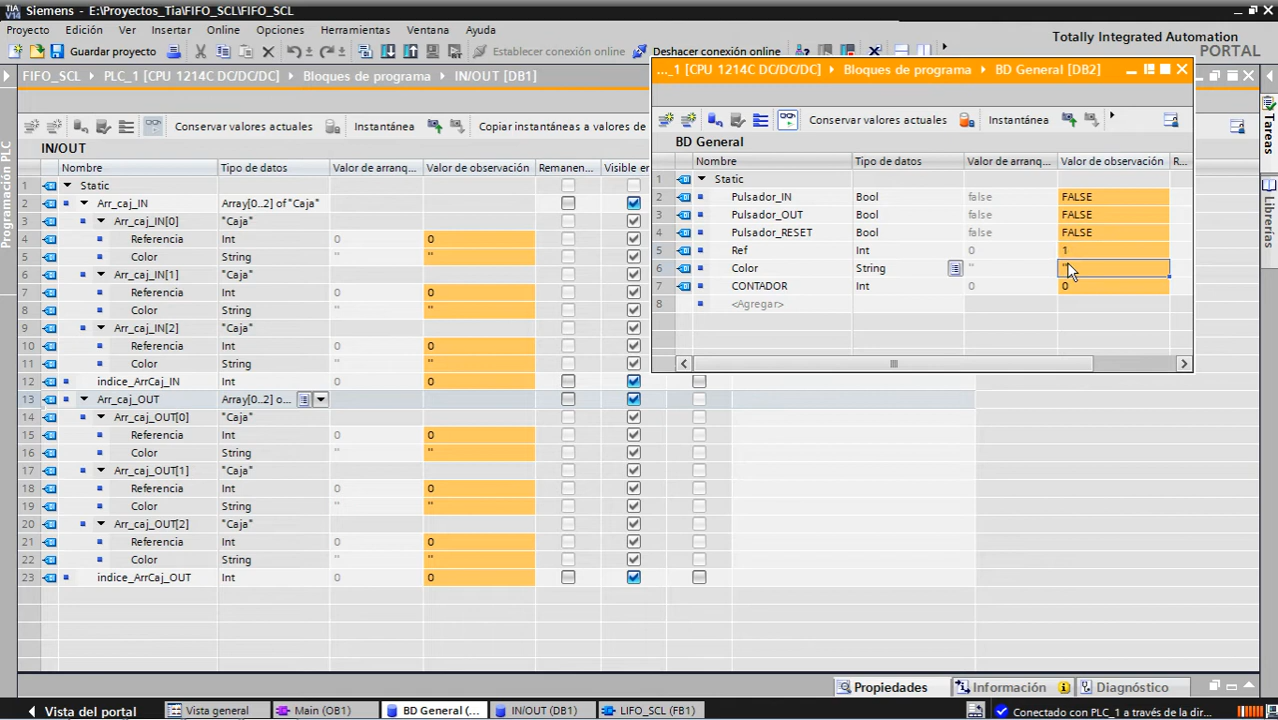 TIA V14 Siemens - E:\Proyectos_Tia\FIFO_SCL\FIFO_SCL
Proyecto Edición Ver Insertar Online Opciones Herramientas Ventana Ayuda
Totally Integrated Automation
PORTAL
Guardar proyecto Establecer conexión online Deshacer conexión online
FIFO_SCL PLC_1 [CPU 1214C DC/DC/DC] Bloques de programa IN/OUT [DB1]
Conservar valores actuales Instantánea Copiar instantáneas a valores de
IN/OUT
Nombre Tipo de datos Valor de arranq... Valor de observación Remanen... Visible en
1 Static
2 Arr_caj_IN Array[0..2] of "Caja"
3 Arr_caj_IN[0] "Caja"
4 Referencia Int 0 0
5 Color String '' ''
6 Arr_caj_IN[1] "Caja"
7 Referencia Int 0 0
8 Color String '' ''
9 Arr_caj_IN[2] "Caja"
10 Referencia Int 0 0
11 Color String '' ''
12 indice_ArrCaj_IN Int 0 0
13 Arr_caj_OUT Array[0..2] o...
14 Arr_caj_OUT[0] "Caja"
15 Referencia Int 0 0
16 Color String '' ''
17 Arr_caj_OUT[1] "Caja"
18 Referencia Int 0 0
19 Color String '' ''
20 Arr_caj_OUT[2] "Caja"
21 Referencia Int 0 0
22 Color String '' ''
23 indice_ArrCaj_OUT Int 0 0
..._1 [CPU 1214C DC/DC/DC] Bloques de programa BD General [DB2]
Conservar valores actuales Instantánea
BD General
Nombre Tipo de datos Valor de arranq... Valor de observación R...
1 Static
2 Pulsador_IN Bool false FALSE
3 Pulsador_OUT Bool false FALSE
4 Pulsador_RESET Bool false FALSE
5 Ref Int 0 1
6 Color String '' ''
7 CONTADOR Int 0 0
8 <Agregar>
Programación PLC
Tareas
Librerías
Propiedades Información Diagnóstico
Vista del portal Vista general Main (OB1) BD General (... IN/OUT (DB1) LIFO_SCL (FB1) Conectado con PLC_1 a través de la dir...